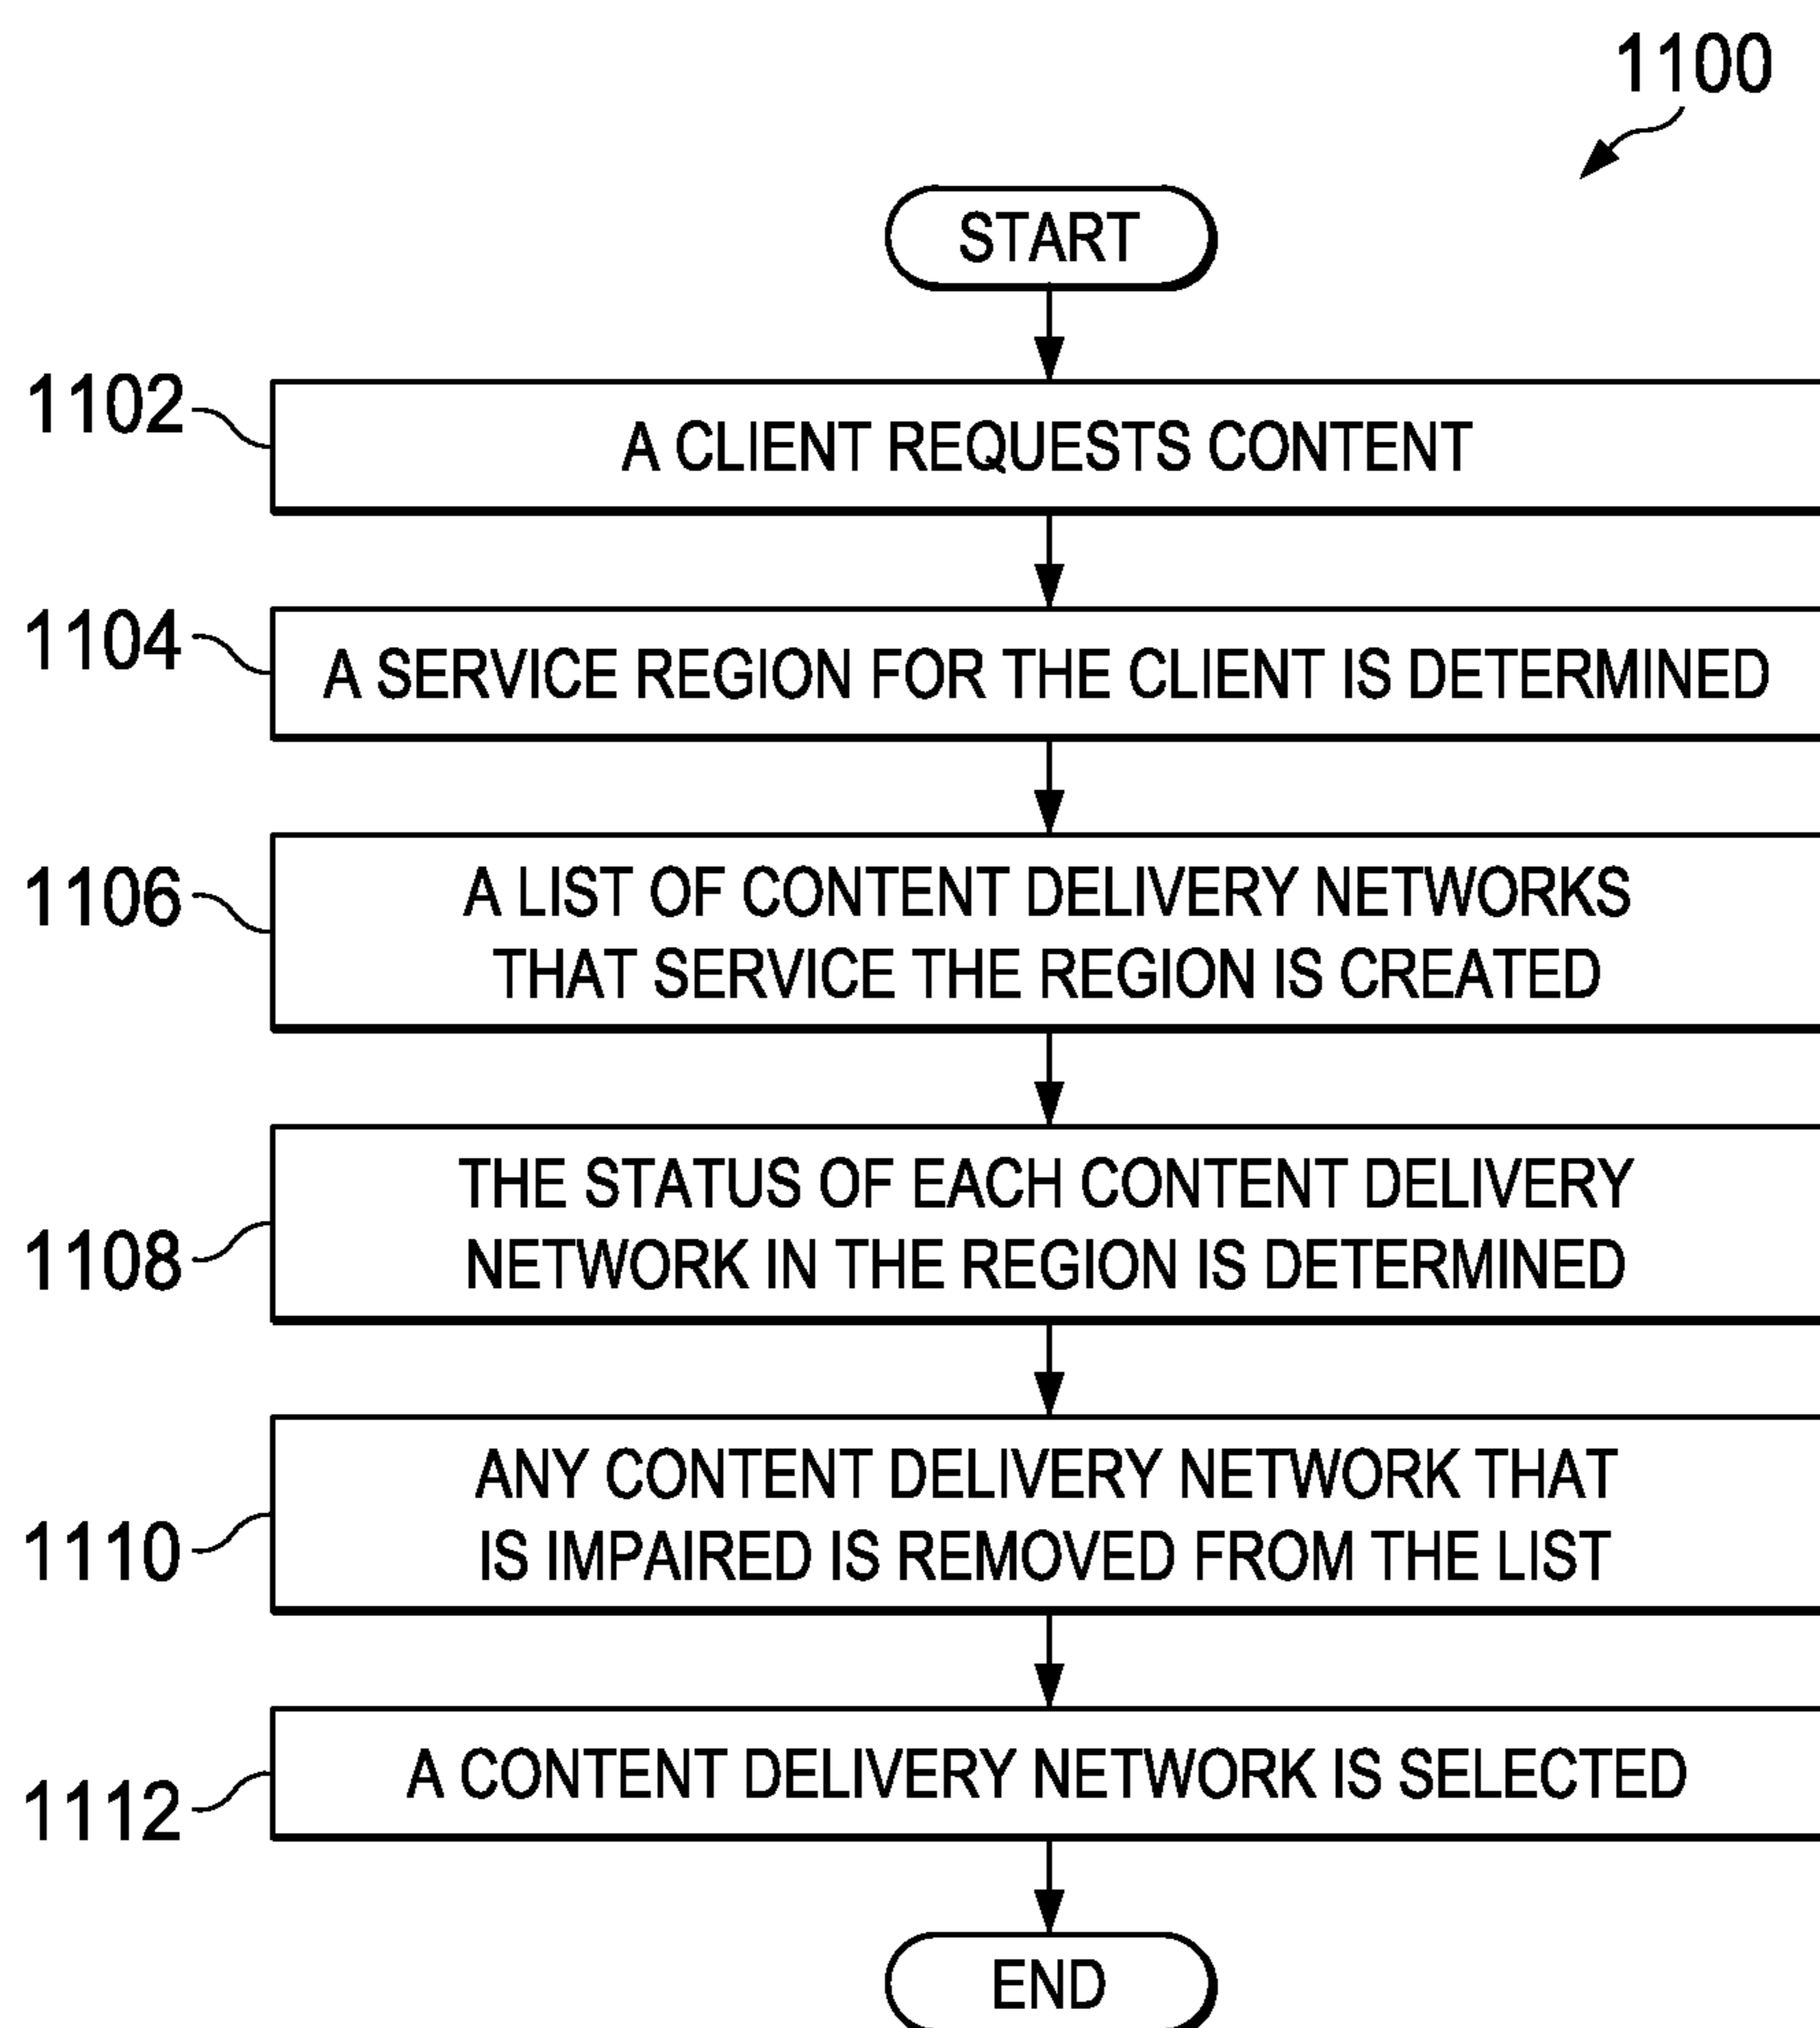 1100
START
1102
A CLIENT REQUESTS CONTENT
1104
A SERVICE REGION FOR THE CLIENT IS DETERMINED
1106
A LIST OF CONTENT DELIVERY NETWORKS
THAT SERVICE THE REGION IS CREATED
1108
THE STATUS OF EACH CONTENT DELIVERY
NETWORK IN THE REGION IS DETERMINED
1110
ANY CONTENT DELIVERY NETWORK THAT
IS IMPAIRED IS REMOVED FROM THE LIST
1112
A CONTENT DELIVERY NETWORK IS SELECTED
END